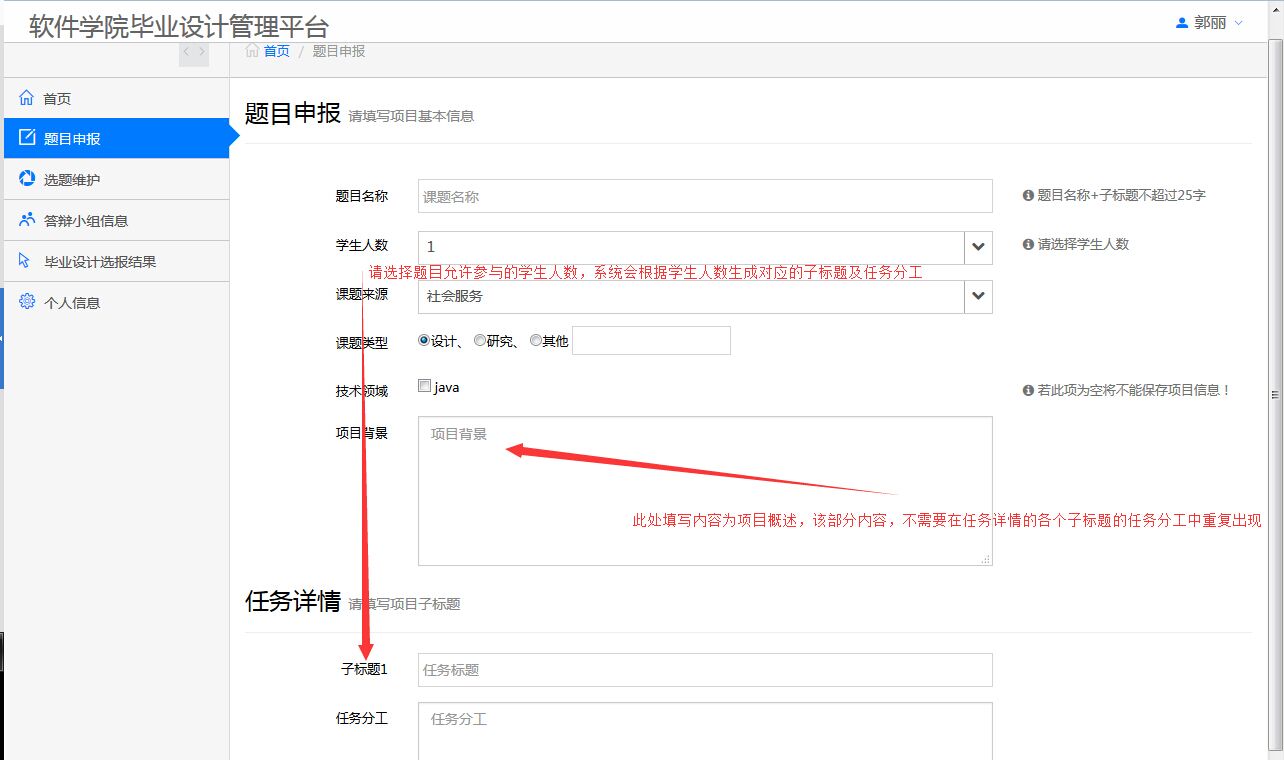 软件学院毕业设计管理平台
郭丽
首页 / 题目申报
首页
题目申报
选题维护
答辩小组信息
毕业设计选报结果
个人信息
题目申报 请填写项目基本信息
题目名称 课题名称 题目名称+子标题不超过25字
学生人数 1 请选择学生人数
请选择题目允许参与的学生人数，系统会根据学生人数生成对应的子标题及任务分工
课题来源 社会服务
课题类型 设计、 研究、 其他
技术领域 java 若此项为空将不能保存项目信息！
项目背景 项目背景
此处填写内容为项目概述，该部分内容，不需要在任务详情的各个子标题的任务分工中重复出现
任务详情 请填写项目子标题
子标题1 任务标题
任务分工 任务分工